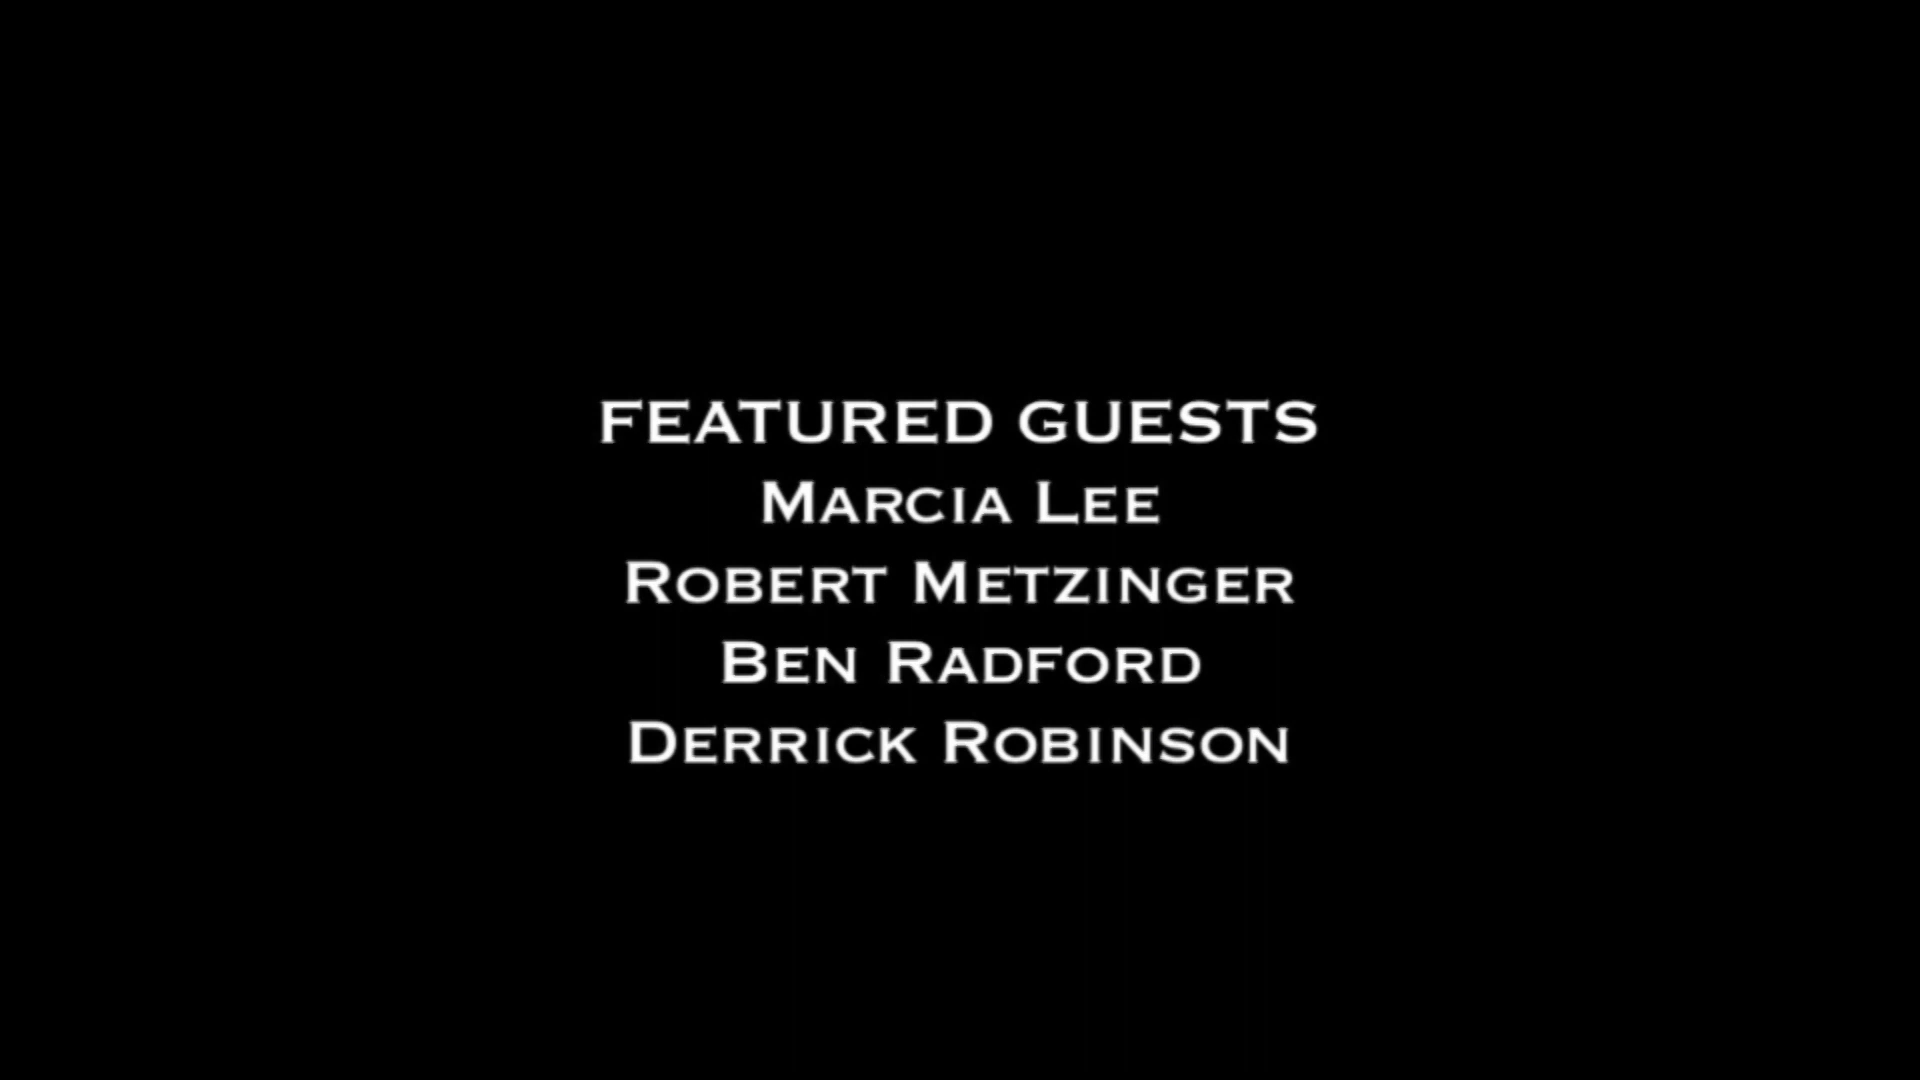 FEATURED GUESTS
MARCIA LEE
ROBERT METZINGER
BEN RADFORD
DERRICK ROBINSON